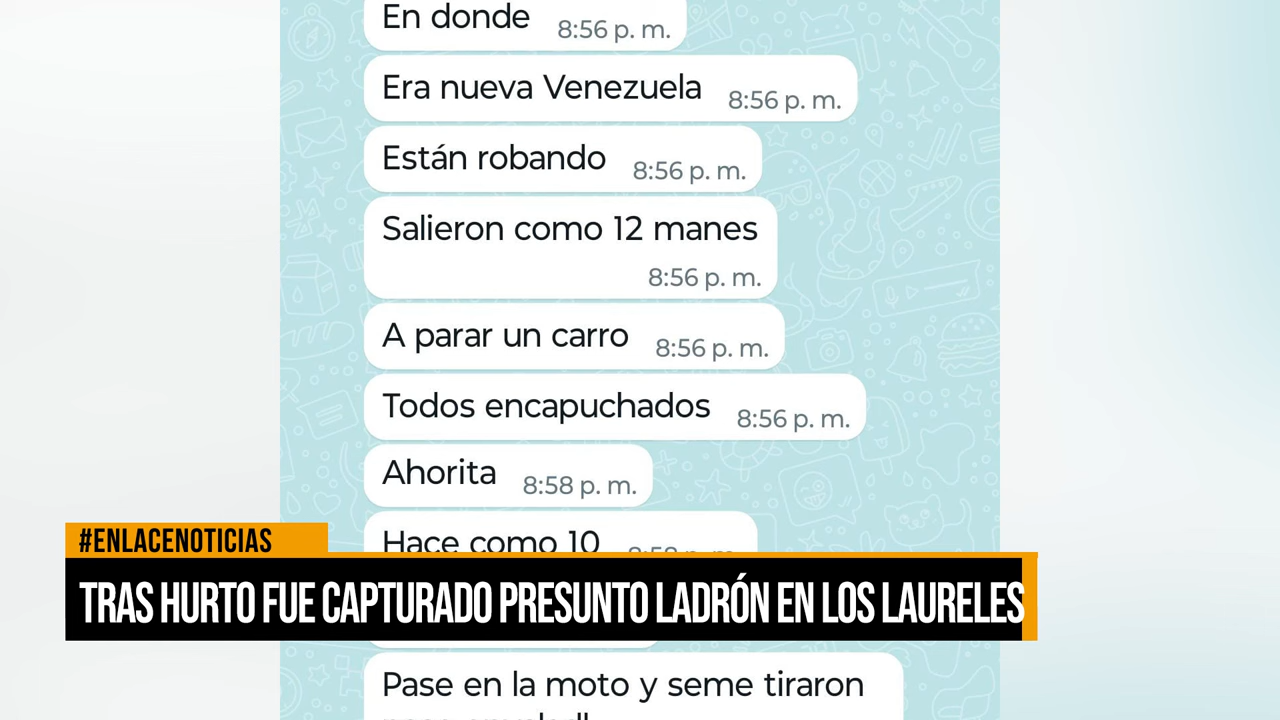 En donde 8:56 p. m.
Era nueva Venezuela 8:56 p. m.
Están robando 8:56 p. m.
Salieron como 12 manes
8:56 p. m.
A parar un carro 8:56 p. m.
Todos encapuchados 8:56 p. m.
Ahorita 8:58 p. m.
Hace como 10
#ENLACENOTICIAS
TRAS HURTO FUE CAPTURADO PRESUNTO LADRÓN EN LOS LAURELES
Pase en la moto y seme tiraron